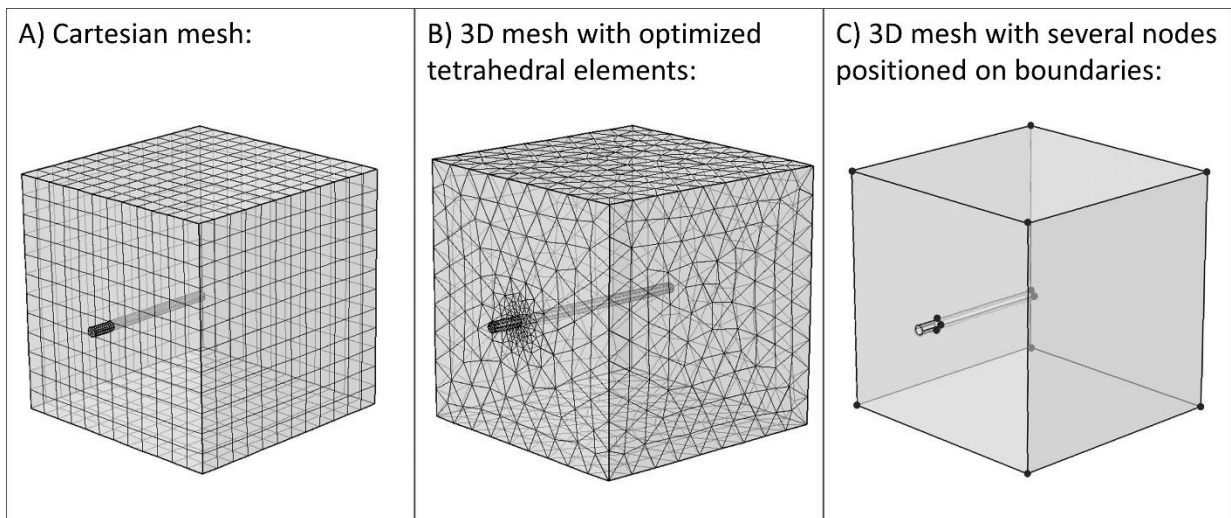 A) Cartesian mesh:
B) 3D mesh with optimized
tetrahedral elements:
C) 3D mesh with several nodes
positioned on boundaries: